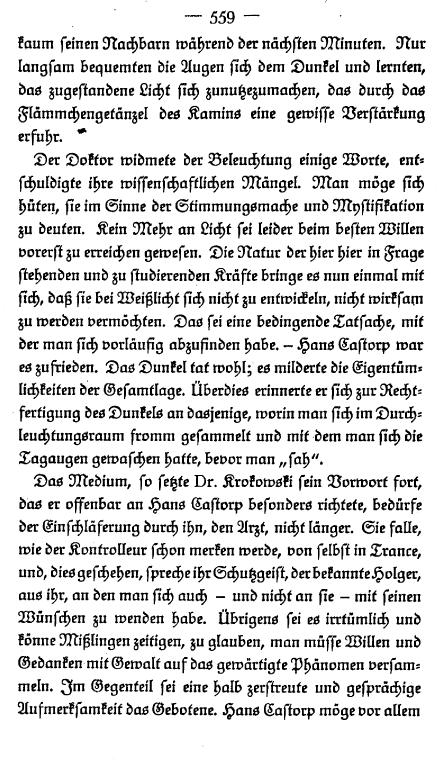 — 559 —
kaum seinen Nachbarn während der nächsten Minuten. Nur
langsam bequemten die Augen sich dem Dunkel und lernten,
das zugestandene Licht sich zunutzezumachen, das durch das
Flämmchengetänzel des Kamins eine gewisse Verstärkung
erfuhr.
Der Doktor widmete der Beleuchtung einige Worte, ent-
schuldigte ihre wissenschaftlichen Mängel. Man möge sich
hüten, sie im Sinne der Stimmungsmache und Mystifikation
zu deuten. Kein Mehr an Licht sei leider beim besten Willen
vorerst zu erreichen gewesen. Die Natur der hier hier in Frage
stehenden und zu studierenden Kräfte bringe es nun einmal mit
sich, daß sie bei Weißlicht sich nicht zu entwickeln, nicht wirksam
zu werden vermöchten. Das sei eine bedingende Tatsache, mit
der man sich vorläufig abzufinden habe. – Hans Castorp war
es zufrieden. Das Dunkel tat wohl; es milderte die Eigentüm-
lichkeiten der Gesamtlage. Überdies erinnerte er sich zur Recht-
fertigung des Dunkels an dasjenige, worin man sich im Durch-
leuchtungsraum fromm gesammelt und mit dem man sich die
Tagaugen gewaschen hatte, bevor man „sah“.
Das Medium, so setzte Dr. Krokowski sein Vorwort fort,
das er offenbar an Hans Castorp besonders richtete, bedürfe
der Einschläferung durch ihn, den Arzt, nicht länger. Sie falle,
wie der Kontrolleur schon merken werde, von selbst in Trance,
und, dies geschehen, spreche ihr Schutzgeist, der bekannte Holger,
aus ihr, an den man sich auch – und nicht an sie – mit seinen
Wünschen zu wenden habe. Übrigens sei es irrtümlich und
könne Mißlingen zeitigen, zu glauben, man müsse Willen und
Gedanken mit Gewalt auf das gewärtigte Phänomen versam-
meln. Im Gegenteil sei eine halb zerstreute und gesprächige
Aufmerksamkeit das Gebotene. Hans Castorp möge vor allem